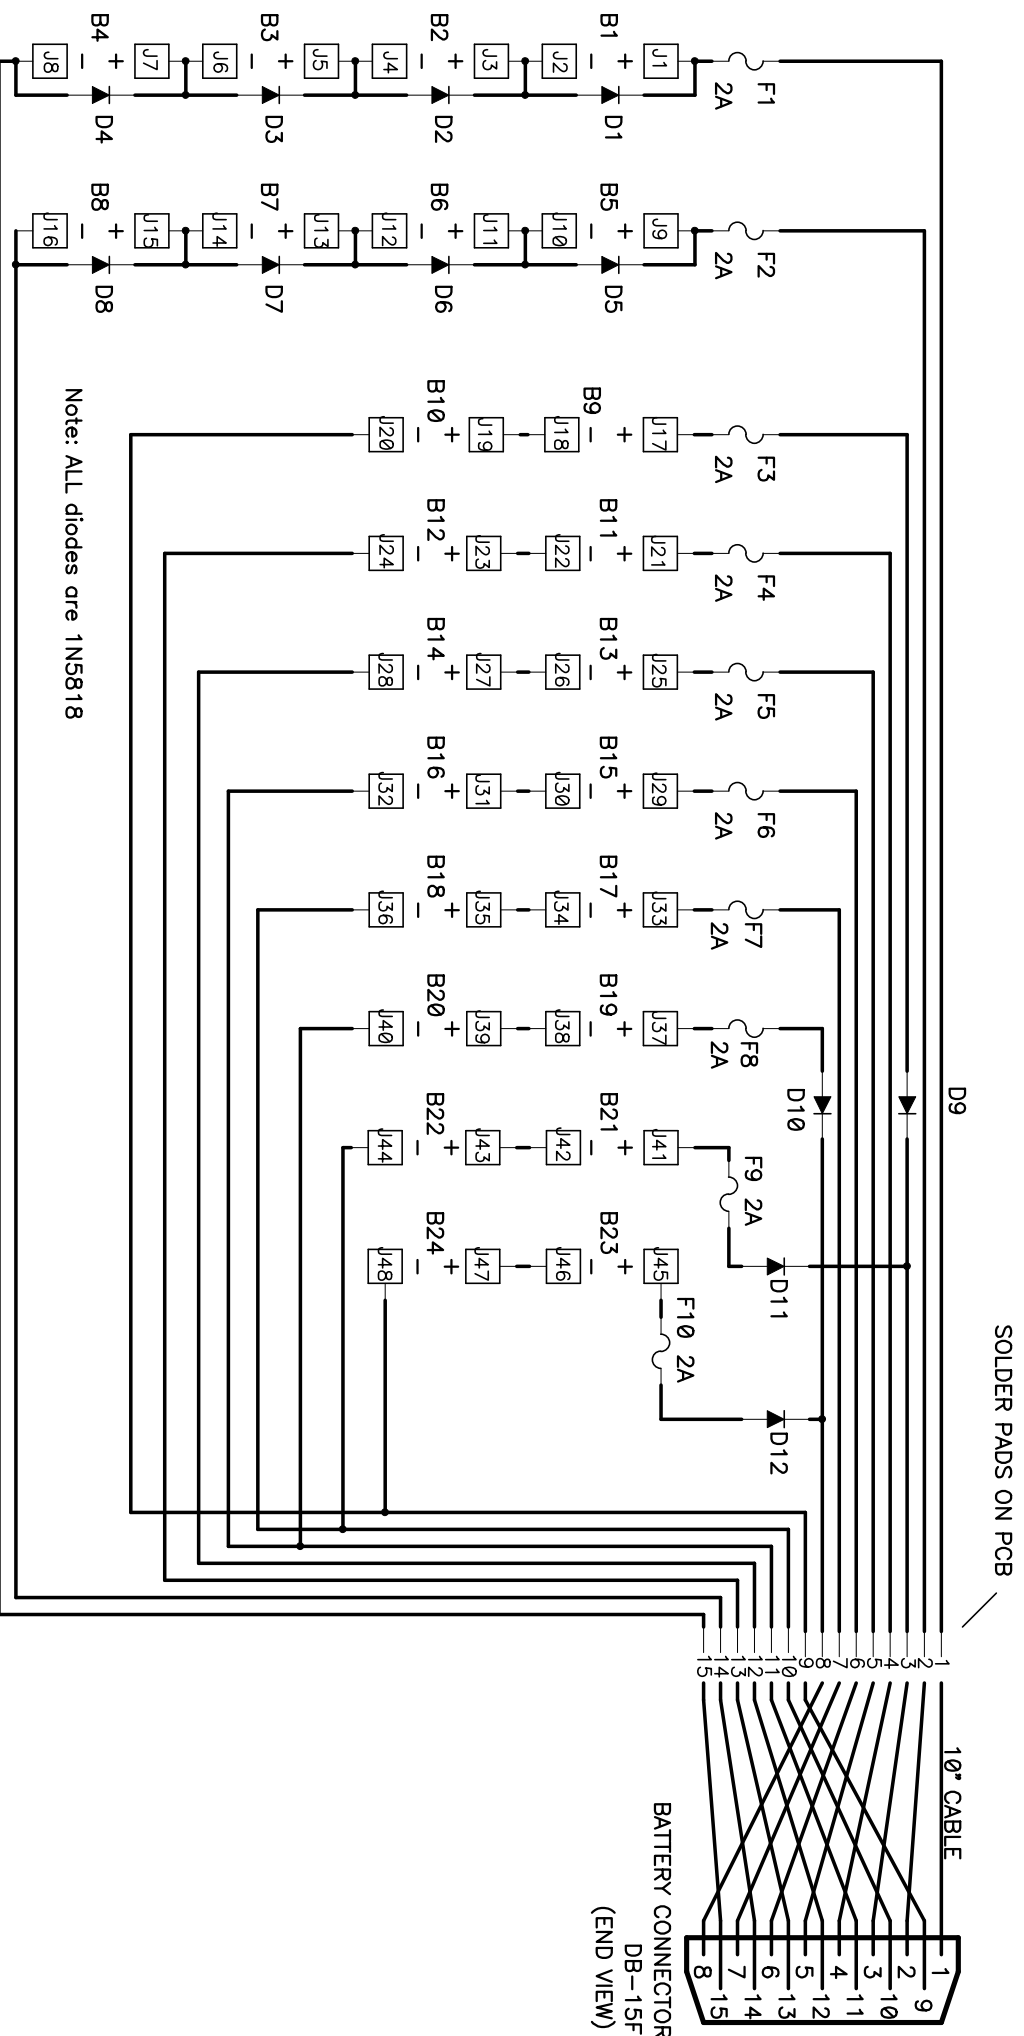 SOLDER PADS ON PCB
D9
10" CABLE
1
2
3
4
5
6
7
8
9
10
11
12
13
14
15
1
9
2
10
3
11
4
12
5
13
6
14
7
15
8
BATTERY CONNECTOR
DB-15F
(END VIEW)
D10
F1 F2 F3 F4 F5 F6 F7 F8 F9 2A
2A 2A 2A 2A 2A 2A 2A 2A
D11 D12
F10 2A
J1 J9 J17 J21 J25 J29 J33 J37 J41 J45
+ + + + + + + + + +
B1 D1 B5 D5 B9 B11 B13 B15 B17 B19 B21 B23
- - - - - - - - - -
J2 J10 J18 J22 J26 J30 J34 J38 J42 J46
J3 J11 J19 J23 J27 J31 J35 J39 J43 J47
+ + + + + + + + + +
B2 D2 B6 D6 B10 B12 B14 B16 B18 B20 B22 B24
- - - - - - - - - -
J4 J12 J20 J24 J28 J32 J36 J40 J44 J48
J5 J13
+ +
B3 D3 B7 D7
- -
J6 J14
J7 J15
+ +
B4 D4 B8 D8
- -
J8 J16
Note: ALL diodes are 1N5818